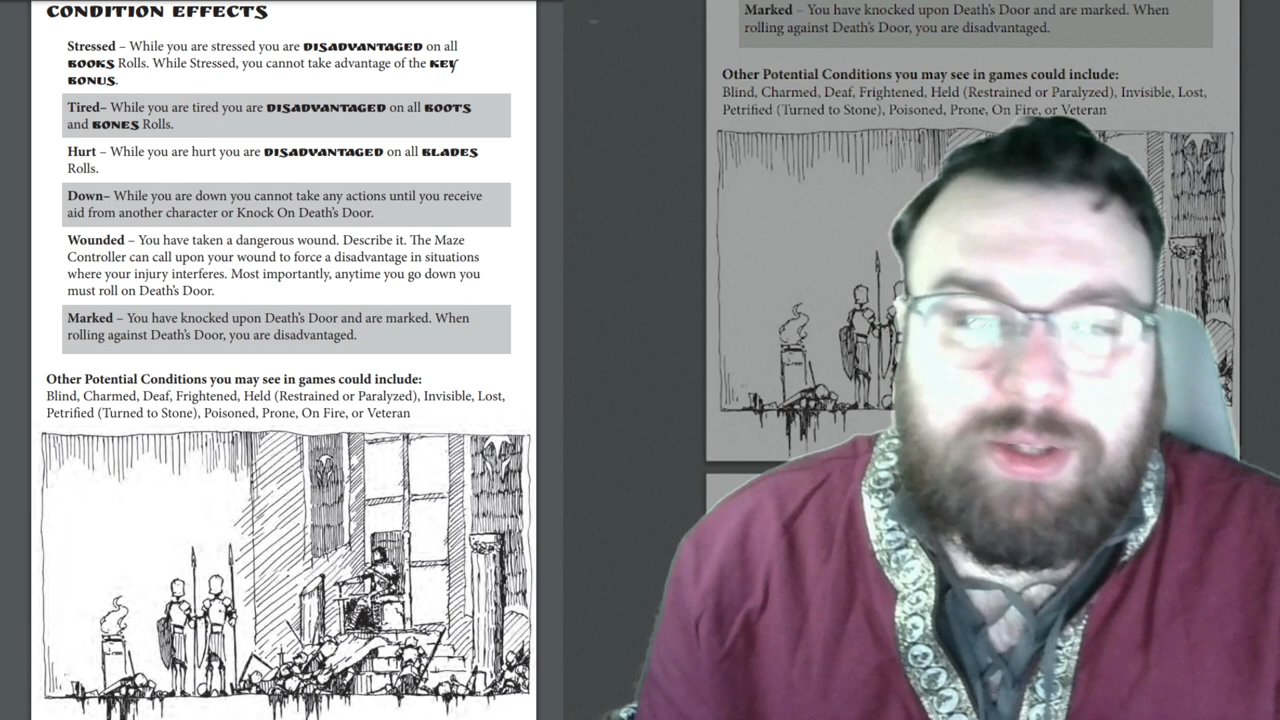 CONDITION EFFECTS
Stressed – While you are stressed you are DISADVANTAGED on all
BOOKS Rolls. While Stressed, you cannot take advantage of the KEY
BONUS.
Tired– While you are tired you are DISADVANTAGED on all BOOTS
and BONES Rolls.
Hurt – While you are hurt you are DISADVANTAGED on all BLADES
Rolls.
Down– While you are down you cannot take any actions until you receive
aid from another character or Knock On Death's Door.
Wounded – You have taken a dangerous wound. Describe it. The Maze
Controller can call upon your wound to force a disadvantage in situations
where your injury interferes. Most importantly, anytime you go down you
must roll on Death's Door.
Marked – You have knocked upon Death's Door and are marked. When
rolling against Death's Door, you are disadvantaged.
Other Potential Conditions you may see in games could include:
Blind, Charmed, Deaf, Frightened, Held (Restrained or Paralyzed), Invisible, Lost,
Petrified (Turned to Stone), Poisoned, Prone, On Fire, or Veteran
Marked – You have knocked upon Death's Door and are marked. When
rolling against Death's Door, you are disadvantaged.
Other Potential Conditions you may see in games could include:
Blind, Charmed, Deaf, Frightened, Held (Restrained or Paralyzed), Invisible, Lost,
Petrified (Turned to Stone), Poisoned, Prone, On Fire, or Veteran